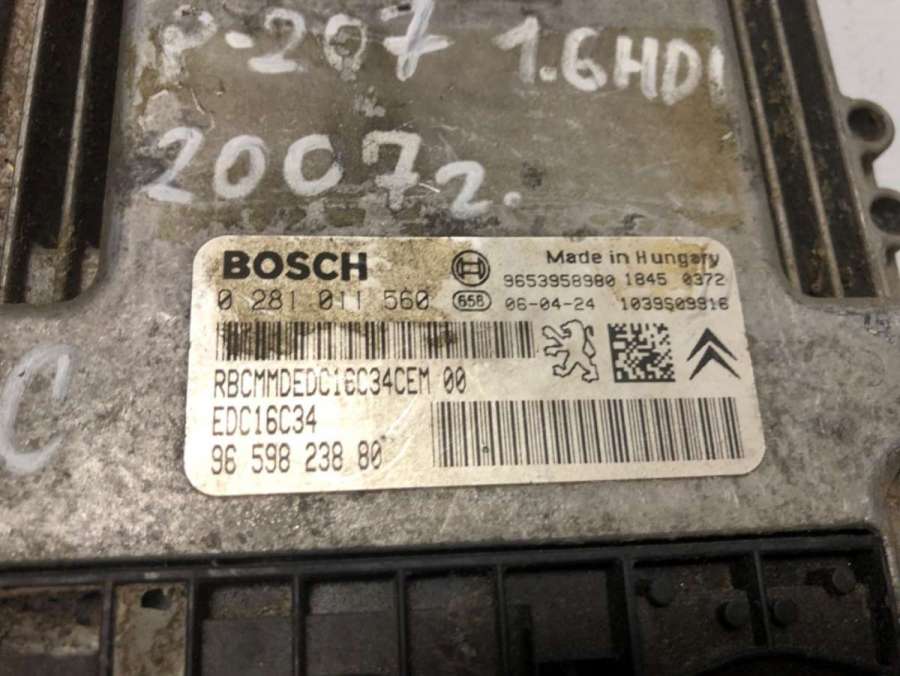 P-207 1.6HDI
2007г.
C
BOSCH
Made in Hungary
9653958980 1845 0372
0 281 011 560 658 06-04-24 1039S09916
RBCMMDEDC16C34CEM 00
EDC16C34
96 598 238 80